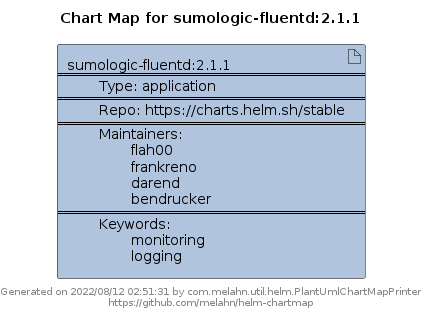 Chart Map for sumologic-fluentd:2.1.1
sumologic-fluentd:2.1.1
Type: application
Repo: https://charts.helm.sh/stable
Maintainers:
flah00
frankreno
darend
bendrucker
Keywords:
monitoring
logging
Generated on 2022/08/12 02:51:31 by com.melahn.util.helm.PlantUmlChartMapPrinter
https://github.com/melahn/helm-chartmap